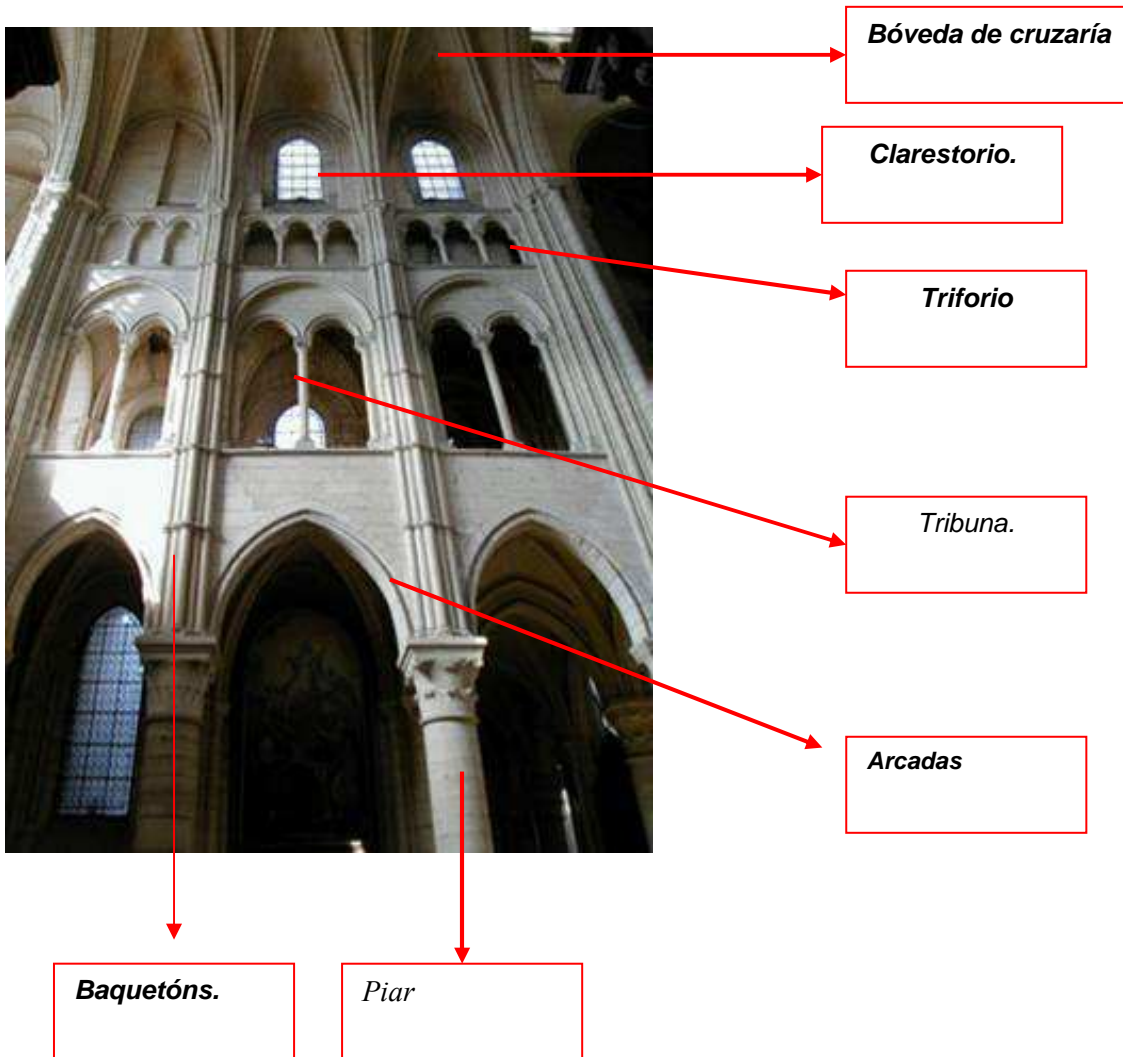 Bóveda de cruzaría
Clarestorio.
Triforio
Tribuna.
Arcadas
Baquetóns.
Piar